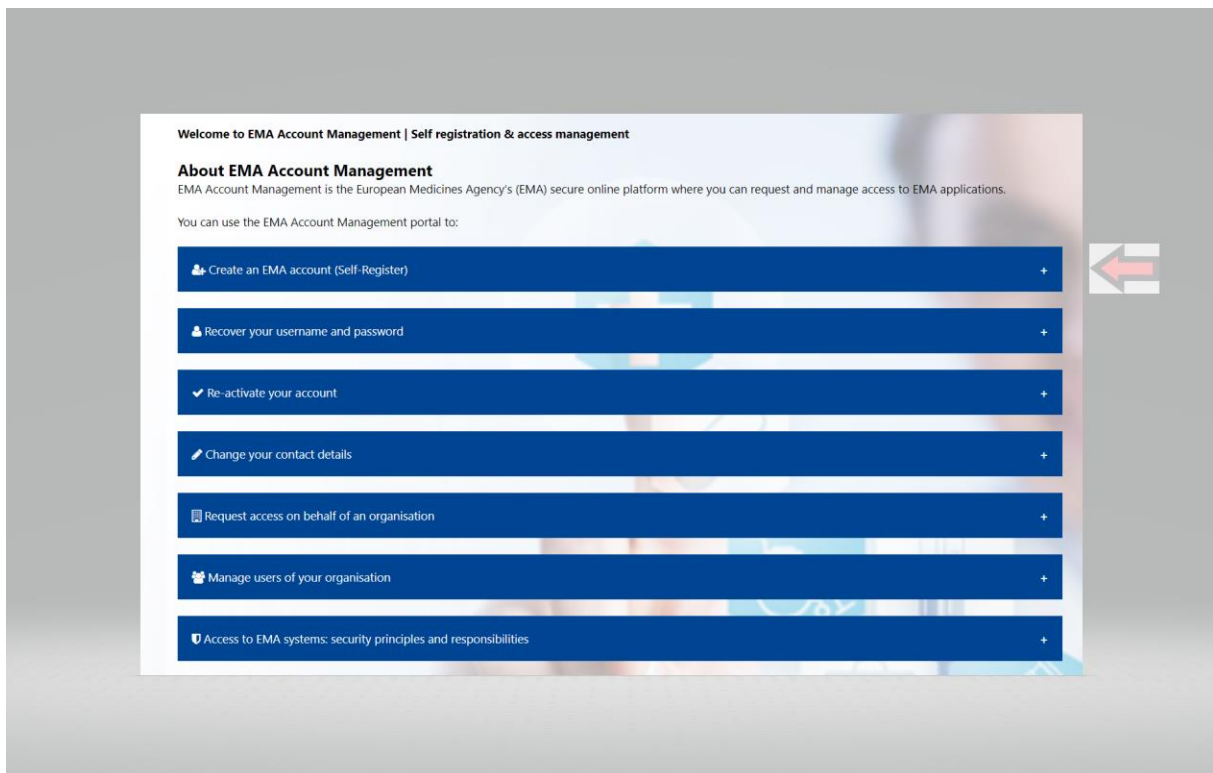 Welcome to EMA Account Management | Self registration & access management
About EMA Account Management
EMA Account Management is the European Medicines Agency's (EMA) secure online platform where you can request and manage access to EMA applications.
You can use the EMA Account Management portal to:
Create an EMA account (Self-Register) +
Recover your username and password +
Re-activate your account +
Change your contact details +
Request access on behalf of an organisation +
Manage users of your organisation +
Access to EMA systems: security principles and responsibilities +